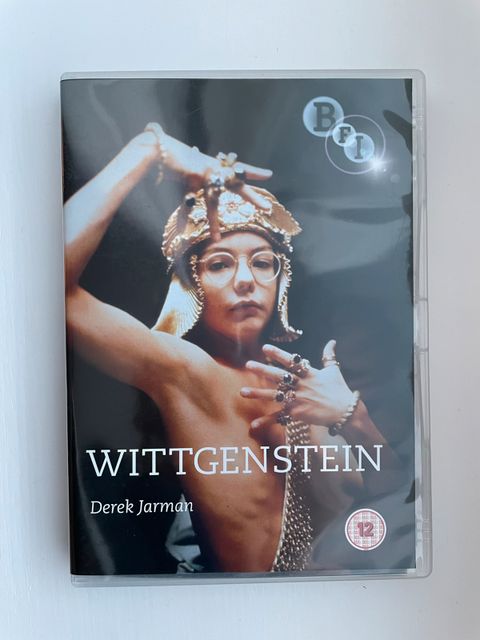 BFI
WITTGENSTEIN
Derek Jarman
12